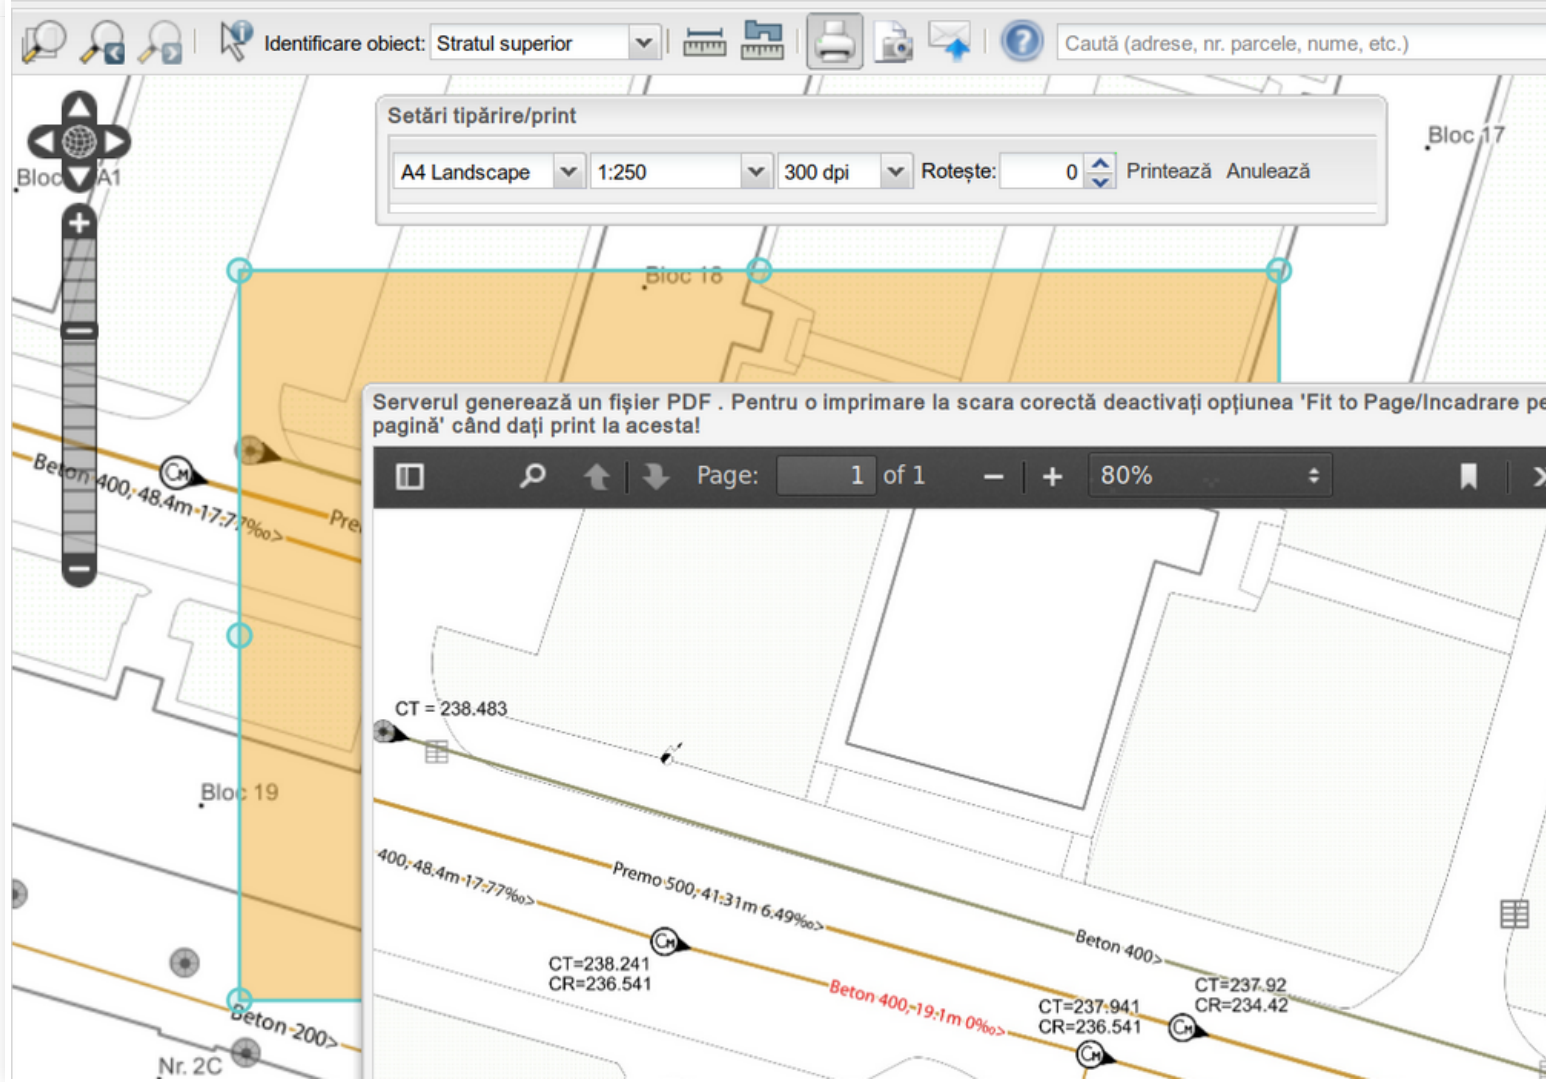 Identificare obiect: Stratul superior
Caută (adrese, nr. parcele, nume, etc.)
Setări tipărire/print
A4 Landscape 1:250 300 dpi Rotește: 0 Printează Anulează
Bloc 17
Bloc A1
Bloc 18
Serverul generează un fișier PDF . Pentru o imprimare la scara corectă deactivați opțiunea 'Fit to Page/Incadrare pe
pagină' când dați print la acesta!
Page: 1 of 1 80%
CM
Beton 400, 48.4m 17.77‰>
Pre
CT = 238.483
Bloc 19
400, 48.4m 17.77‰>
Premo 500, 41.31m 6.49‰>
Beton 400>
CM
CT=238.241
CR=236.541
Beton 400, 19.1m 0‰>
CT=237.92
CR=234.42
CT=237.941
CR=236.541
CM
CM
Beton 200>
Nr. 2C